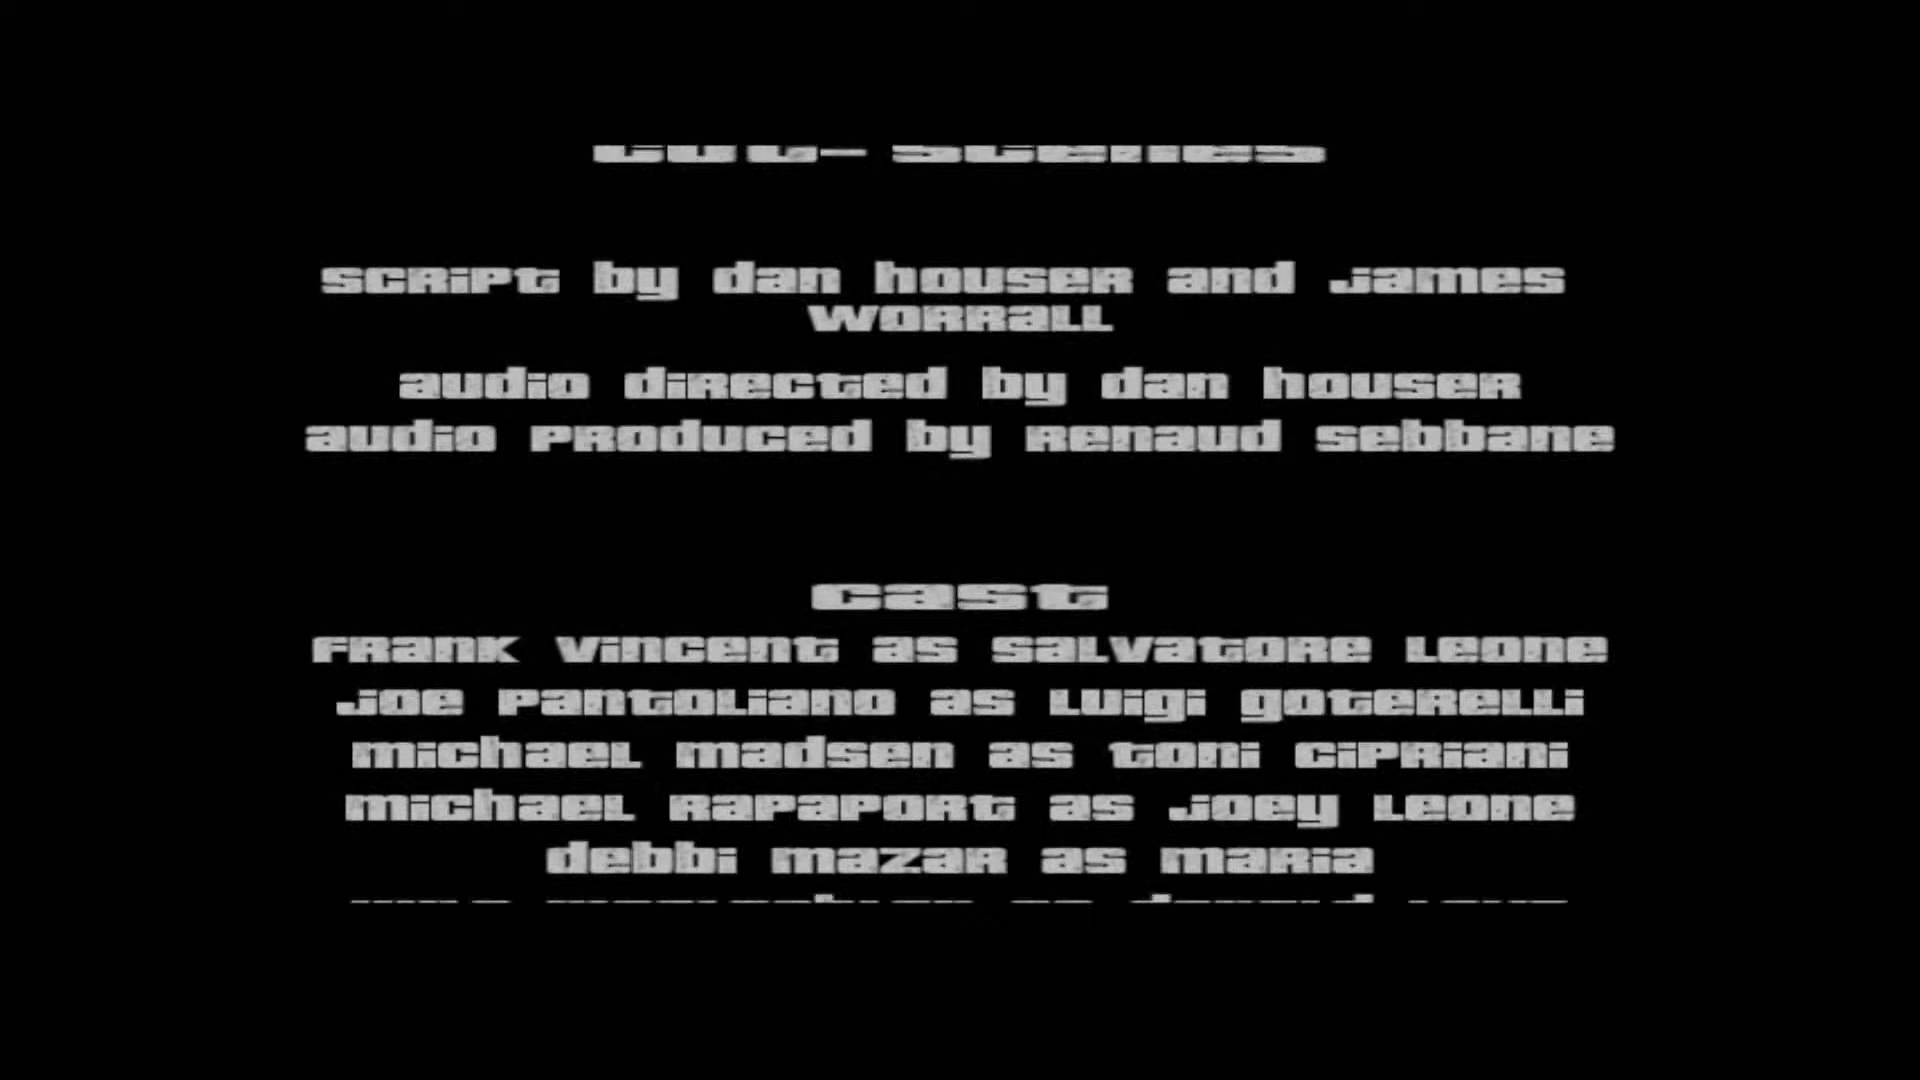 cut- scenes
script by dan houser and james
worrall
audio directed by dan houser
audio produced by renaud sebbane
cast
frank vincent as salvatore leone
joe pantoliano as luigi goterelli
michael madsen as toni cipriani
michael rapaport as joey leone
debbi mazar as maria